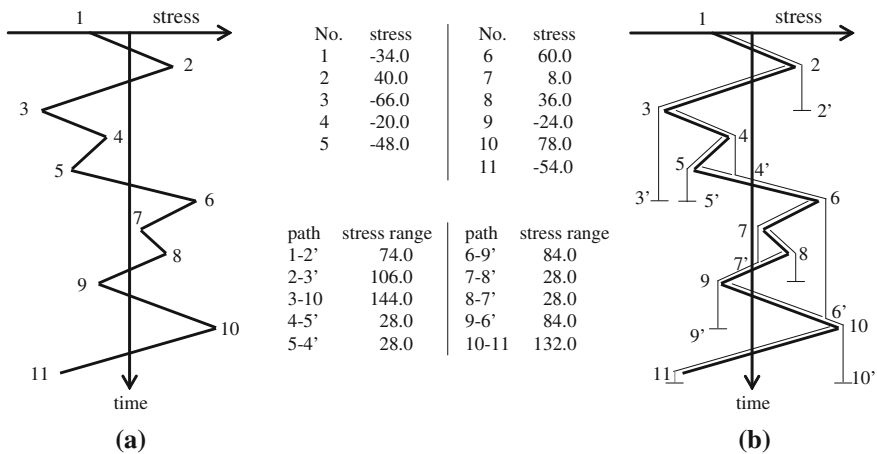 1 stress
2
3
4
5
6
7
8
9
10
11
time
(a)
No. stress No. stress
1 -34.0 6 60.0
2 40.0 7 8.0
3 -66.0 8 36.0
4 -20.0 9 -24.0
5 -48.0 10 78.0
11 -54.0
path stress range path stress range
1-2’ 74.0 6-9’ 84.0
2-3’ 106.0 7-8’ 28.0
3-10 144.0 8-7’ 28.0
4-5’ 28.0 9-6’ 84.0
5-4’ 28.0 10-11 132.0
1 stress
2
2’
3
4
5 4’
3’ 5’ 6
7
7’ 8
9
6’
9’ 10
11 10’
time
(b)